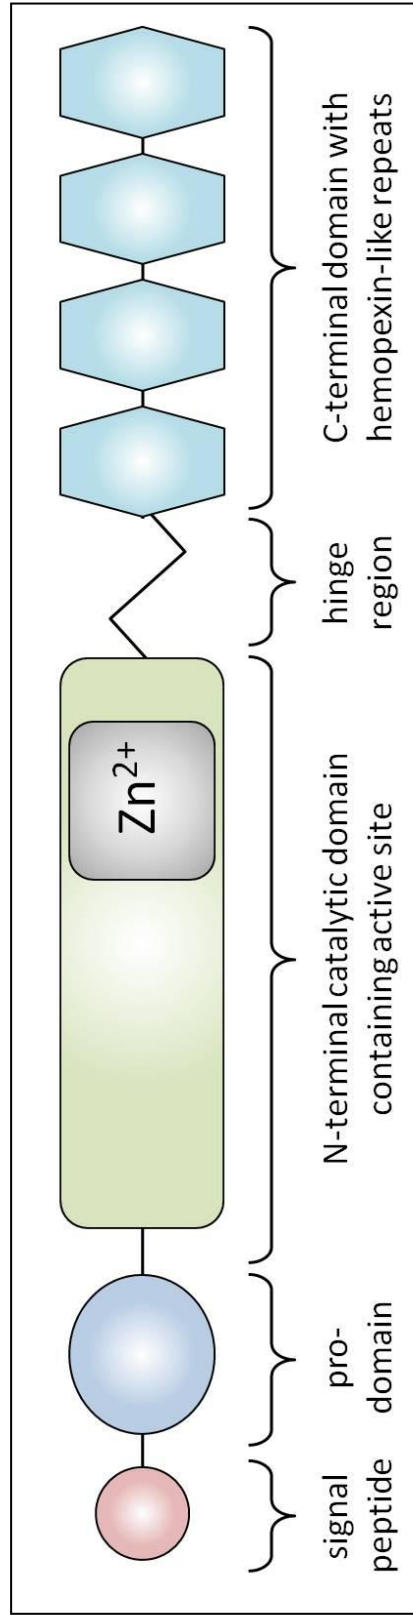 Zn2+
signal
peptide
pro-
domain
N-terminal catalytic domain
containing active site
hinge
region
C-terminal domain with
hemopexin-like repeats